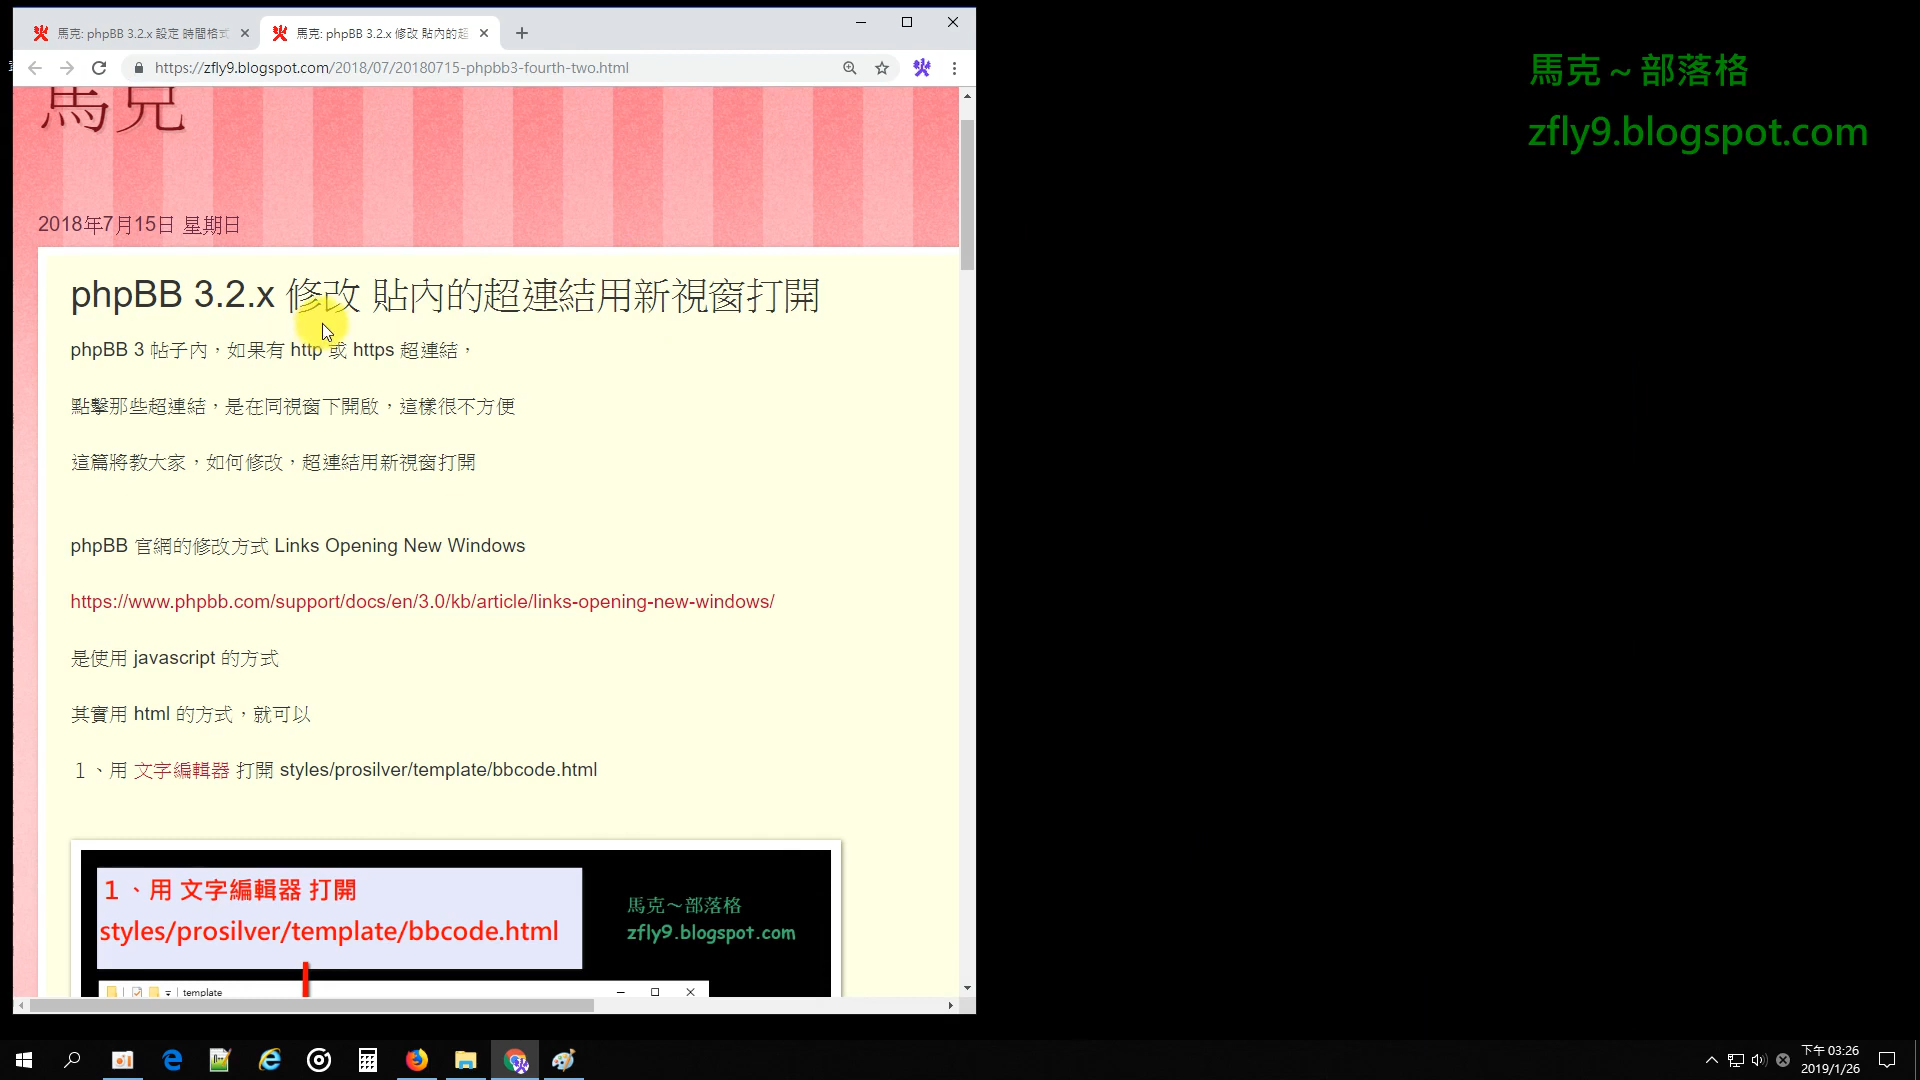 馬克: phpBB 3.2.x 設定 時間格式
馬克: phpBB 3.2.x 修改 貼內的超
https://zfly9.blogspot.com/2018/07/20180715-phpbb3-fourth-two.html
馬克～部落格
zfly9.blogspot.com
馬克
2018年7月15日 星期日
phpBB 3.2.x 修改 貼內的超連結用新視窗打開
phpBB 3 帖子內，如果有 http 或 https 超連結，
點擊那些超連結，是在同視窗下開啟，這樣很不方便
這篇將教大家，如何修改，超連結用新視窗打開
phpBB 官網的修改方式 Links Opening New Windows
https://www.phpbb.com/support/docs/en/3.0/kb/article/links-opening-new-windows/
是使用 javascript 的方式
其實用 html 的方式，就可以
１、用 文字編輯器 打開 styles/prosilver/template/bbcode.html
１、用 文字編輯器 打開
styles/prosilver/template/bbcode.html
馬克～部落格
zfly9.blogspot.com
template
下午 03:26
2019/1/26